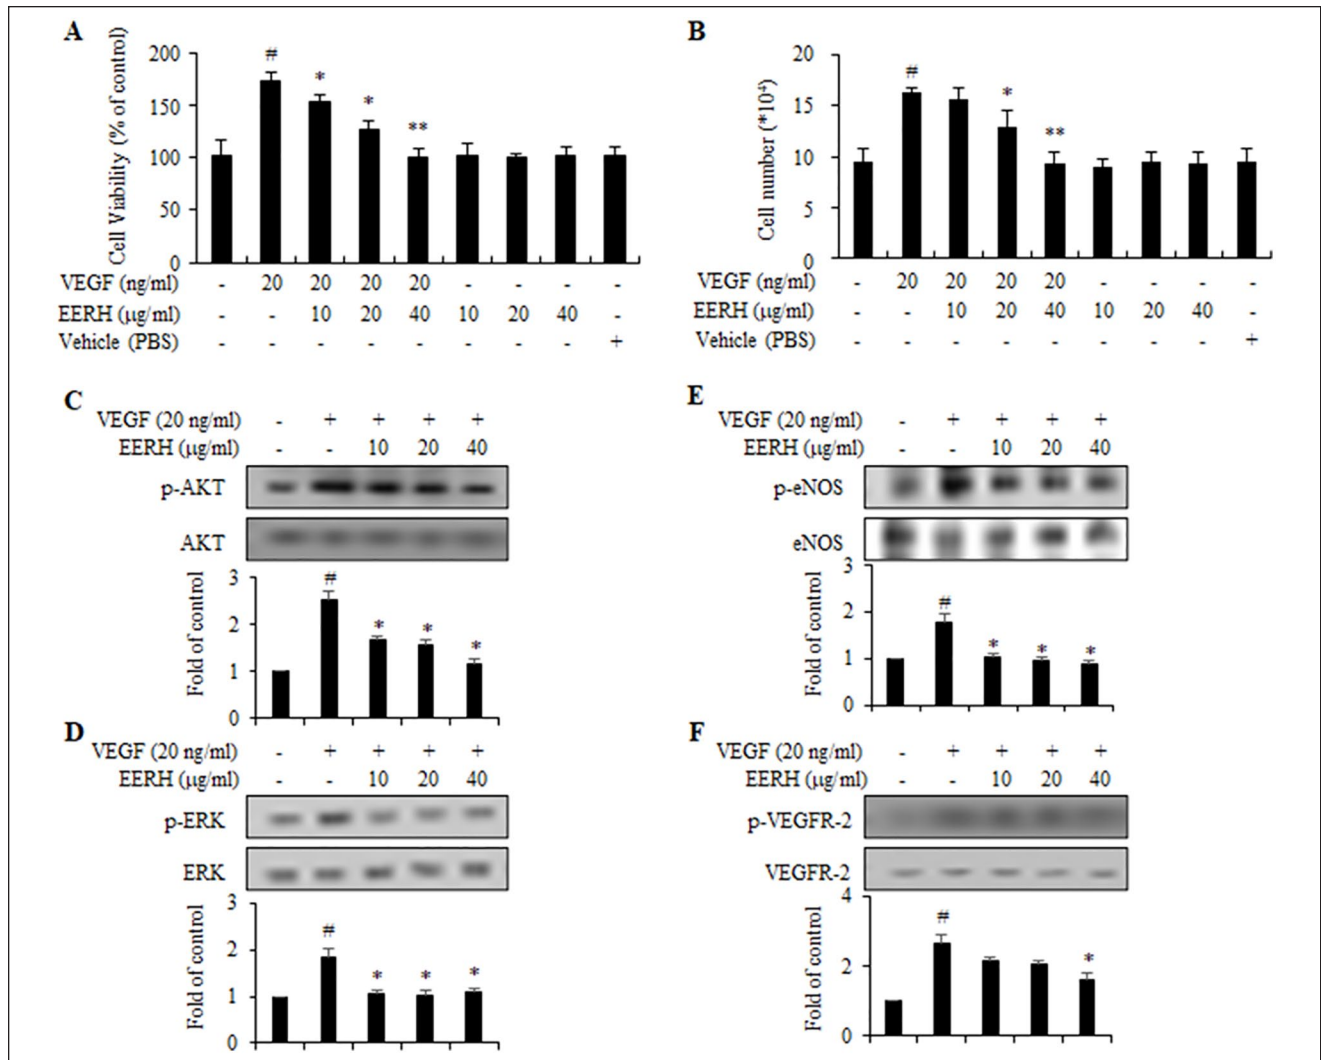 A
Cell Viability (% of control)
200
150
100
50
0
# * * **
VEGF (ng/ml) - 20 20 20 20 - - - -
EERH (μg/ml) - - 10 20 40 10 20 40 -
Vehicle (PBS) - - - - - - - - +
B
Cell number (*10⁴)
20
15
10
5
0
# * **
VEGF (ng/ml) - 20 20 20 20 - - - -
EERH (μg/ml) - - 10 20 40 10 20 40 -
Vehicle (PBS) - - - - - - - - +
C
VEGF (20 ng/ml) - + + + +
EERH (μg/ml) - - 10 20 40
p-AKT
AKT
Fold of control
3
2
1
0
# * * *
D
VEGF (20 ng/ml) - + + + +
EERH (μg/ml) - - 10 20 40
p-ERK
ERK
Fold of control
3
2
1
0
# * * *
E
VEGF (20 ng/ml) - + + + +
EERH (μg/ml) - - 10 20 40
p-eNOS
eNOS
Fold of control
3
2
1
0
# * * *
F
VEGF (20 ng/ml) - + + + +
EERH (μg/ml) - - 10 20 40
p-VEGFR-2
VEGFR-2
Fold of control
4
2
0
# *